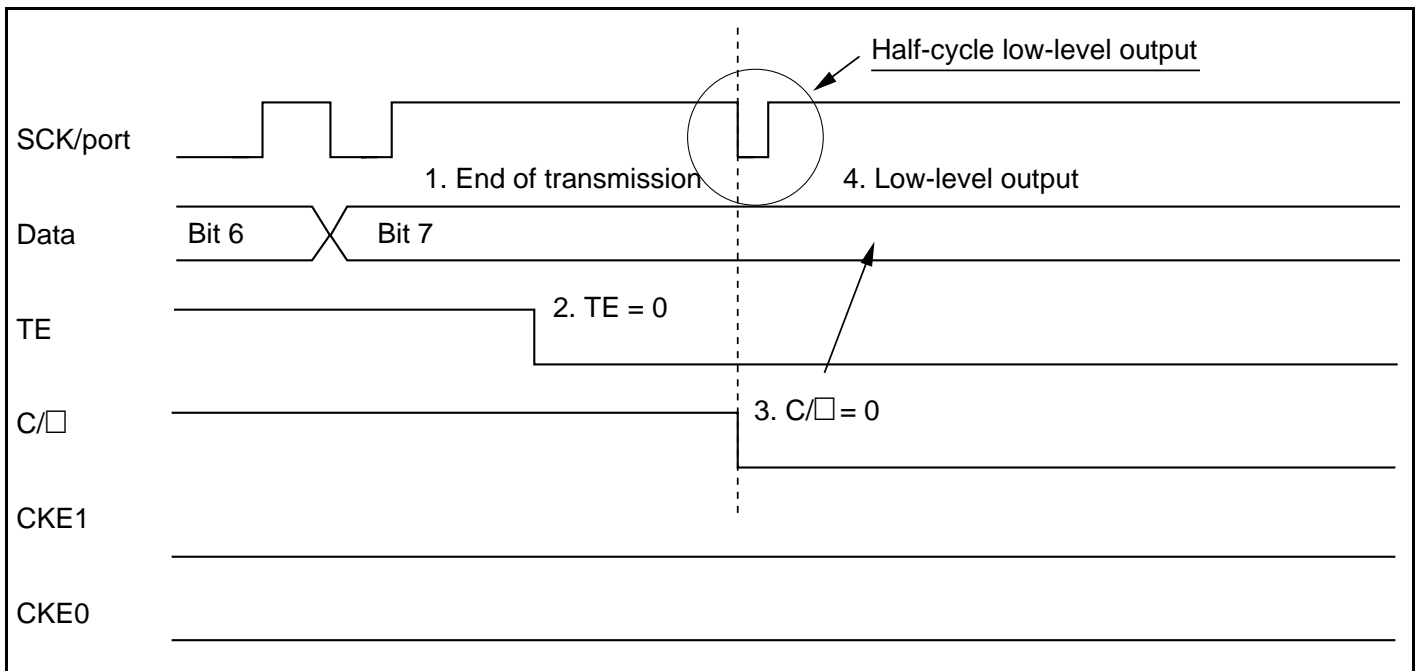 Half-cycle low-level output
SCK/port
1. End of transmission
4. Low-level output
Data
Bit 6
Bit 7
TE
2. TE = 0
C/□
3. C/□ = 0
CKE1
CKE0